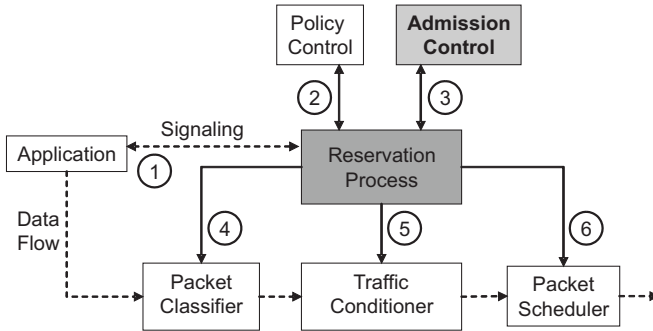 Policy
Control
Admission
Control
2
3
Signaling
Application
1
Reservation
Process
Data
Flow
4
5
6
Packet
Classifier
Traffic
Conditioner
Packet
Scheduler